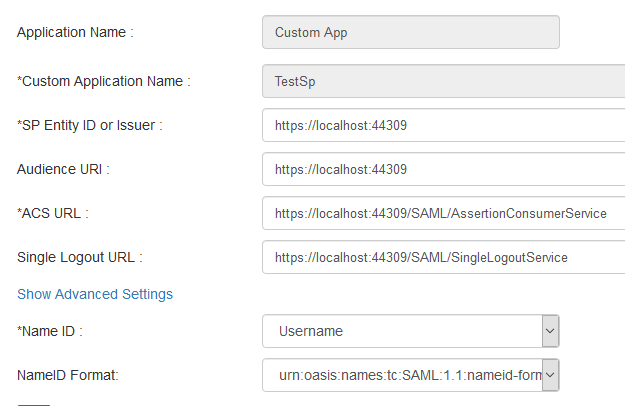 Application Name :
Custom App
*Custom Application Name :
TestSp
*SP Entity ID or Issuer :
https://localhost:44309
Audience URI :
https://localhost:44309
*ACS URL :
https://localhost:44309/SAML/AssertionConsumerService
Single Logout URL :
https://localhost:44309/SAML/SingleLogoutService
Show Advanced Settings
*Name ID :
Username
NameID Format:
urn:oasis:names:tc:SAML:1.1:nameid-form